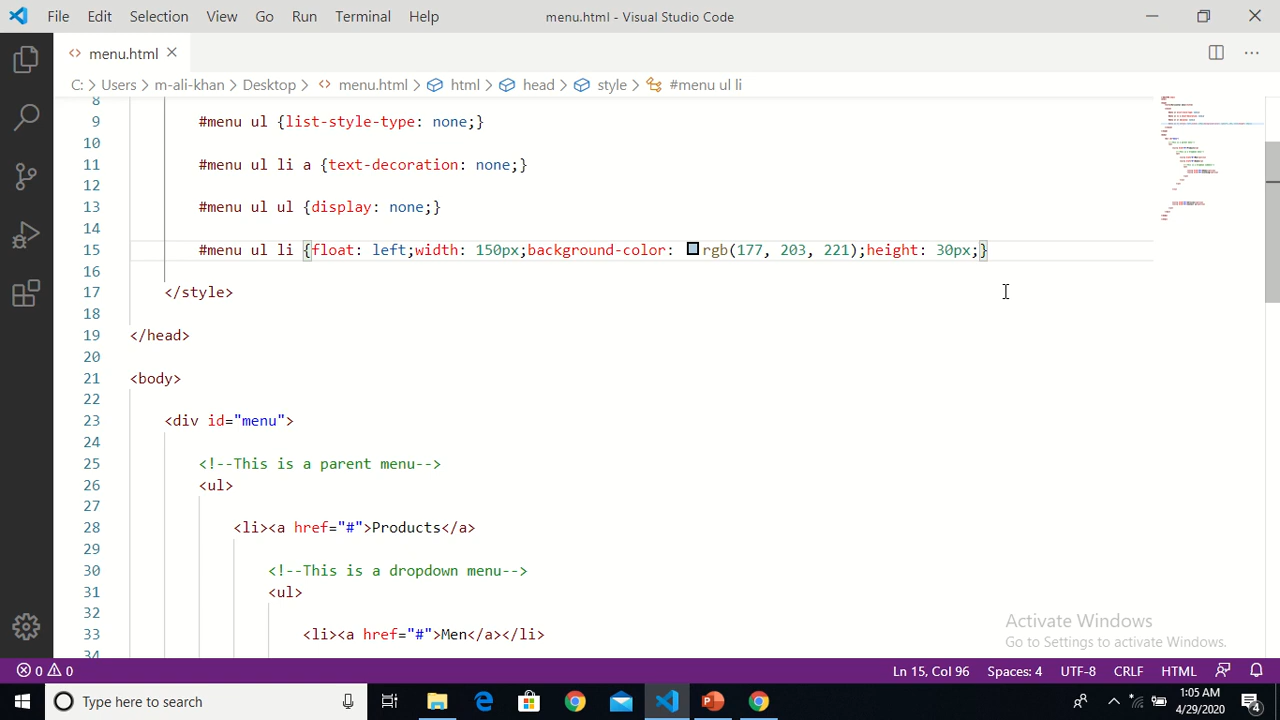 File Edit Selection View Go Run Terminal Help menu.html - Visual Studio Code
menu.html
C: > Users > m-ali-khan > Desktop > menu.html > html > head > style > #menu ul li
8
9 #menu ul {list-style-type: none
10
11 #menu ul li a{text-decoration: none;}
12
13 #menu ul ul {display: none;}
14
15 #menu ul li {float: left;width: 150px;background-color: rgb(177, 203, 221);height: 30px;}
16
17 </style>
18
19 </head>
20
21 <body>
22
23 <div id="menu">
24
25 <!--This is a parent menu-->
26 <ul>
27
28 <li><a href="#">Products</a>
29
30 <!--This is a dropdown menu-->
31 <ul>
32
33 <li><a href="#">Men</a></li>
34
Activate Windows
Go to Settings to activate Windows.
0 0 Ln 15, Col 96 Spaces: 4 UTF-8 CRLF HTML
Type here to search
1:05 AM
4/29/2020
4